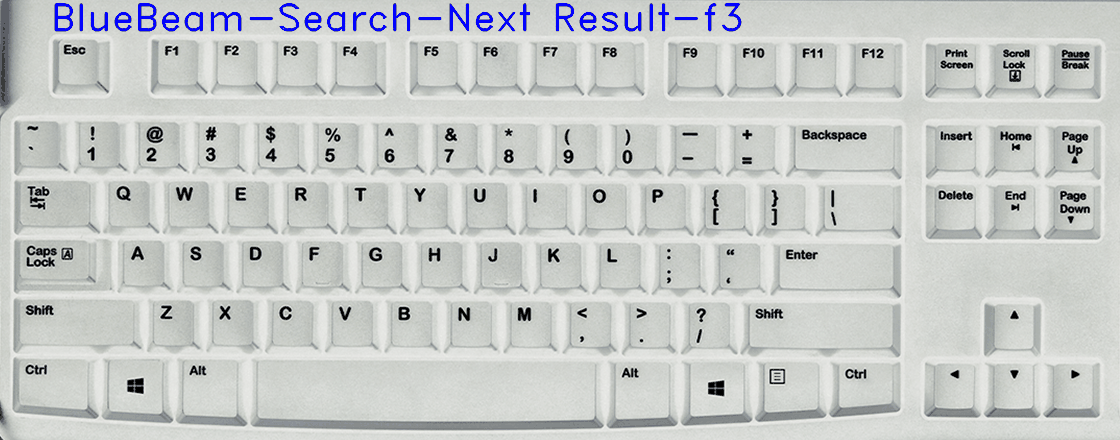 BlueBeam-Search-Next Result-f3
Esc F1 F2 F3 F4 F5 F6 F7 F8 F9 F10 F11 F12 Print Screen Scroll Lock Pause Break
~ ` ! 1 @ 2 # 3 $ 4 % 5 ^ 6 & 7 * 8 ( 9 ) 0 — – + = Backspace Insert Home Page Up
Tab Q W E R T Y U I O P { [ } ] | \ Delete End Page Down
Caps Lock A S D F G H J K L : ; “ ‘ Enter
Shift Z X C V B N M < , > . ? / Shift
Ctrl Alt Alt Ctrl